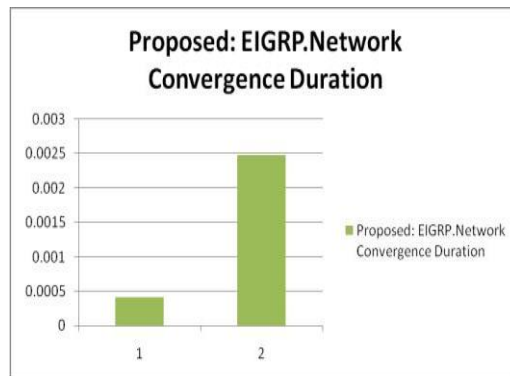 Proposed: EIGRP.Network
Convergence Duration
0.003
0.0025
0.002
0.0015
0.001
0.0005
0
1 2
Proposed: EIGRP.Network
Convergence Duration